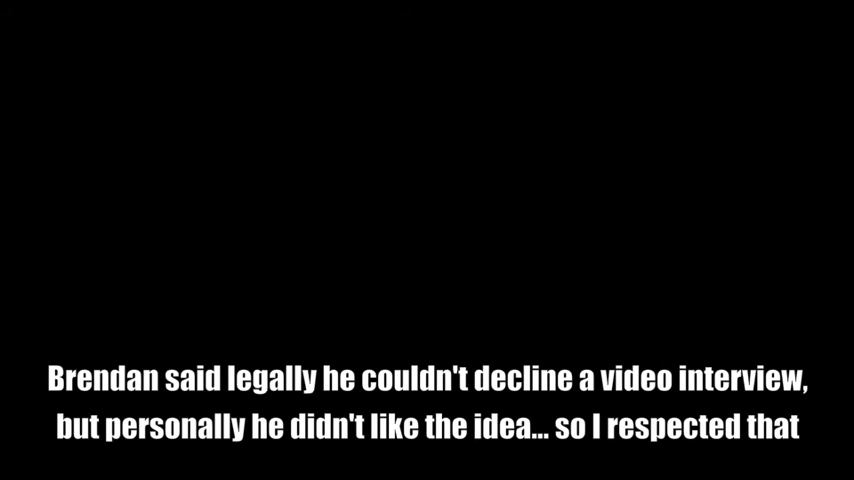 Brendan said legally he couldn't decline a video interview,
but personally he didn't like the idea... so I respected that